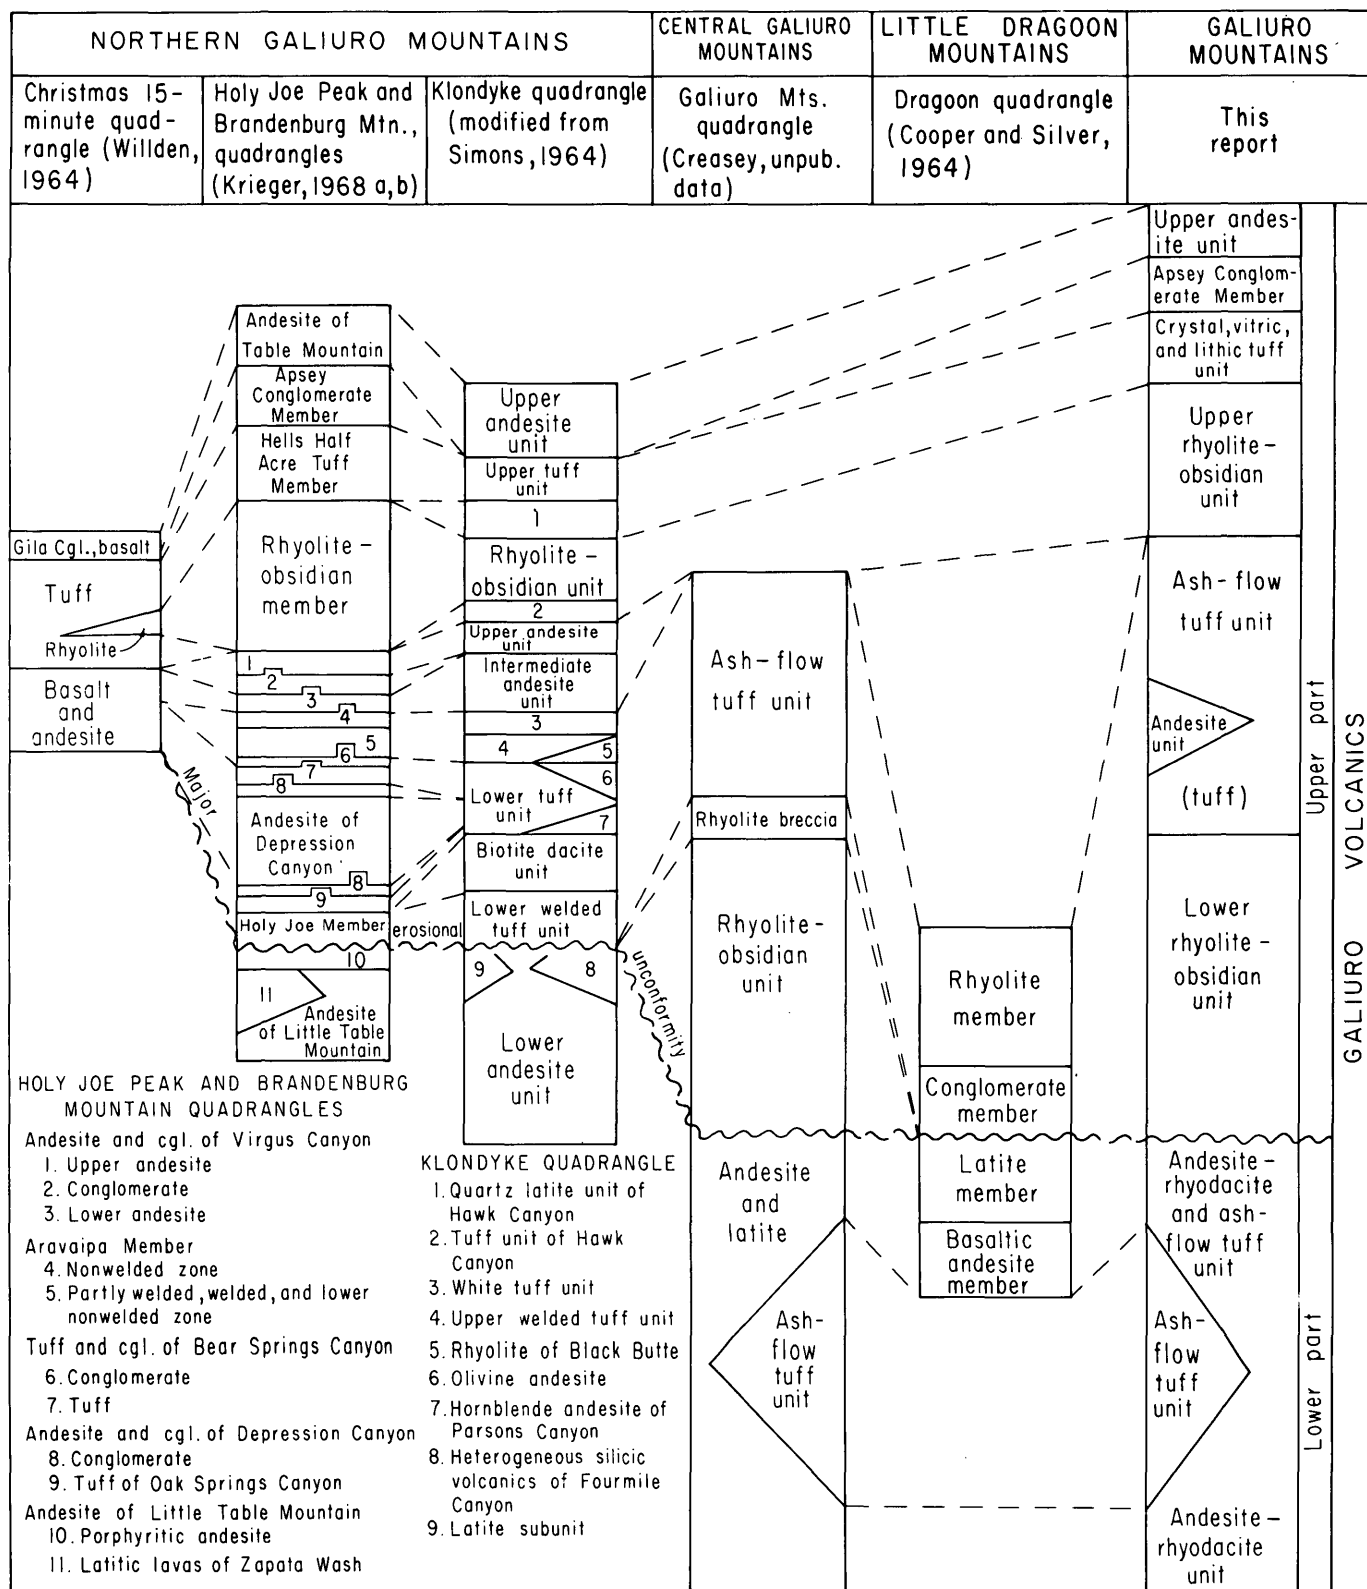 NORTHERN GALIURO MOUNTAINS
CENTRAL GALIURO
MOUNTAINS
LITTLE DRAGOON
MOUNTAINS
GALIURO
MOUNTAINS
Christmas 15-
minute quad-
rangle (Willden,
1964)
Holy Joe Peak and
Brandenburg Mtn.,
quadrangles
(Krieger, 1968 a,b)
Klondyke quadrangle
(modified from
Simons, 1964)
Galiuro Mts.
quadrangle
(Creasey, unpub.
data)
Dragoon quadrangle
(Cooper and Silver,
1964)
This
report
Gila Cgl., basalt
Tuff
Rhyolite
Basalt
and
andesite
Major
Andesite of
Table Mountain
Apsey
Conglomerate
Member
Hells Half
Acre Tuff
Member
Rhyolite-
obsidian
member
1
2
3
4
5
6
7
8
Andesite of
Depression
Canyon
8
9
Holy Joe Member
10
11
Andesite
of Little Table
Mountain
erosional
Upper
andesite
unit
Upper tuff
unit
1
Rhyolite-
obsidian unit
2
Upper andesite
unit
Intermediate
andesite
unit
3
4
5
6
Lower tuff
unit
7
Biotite dacite
unit
Lower welded
tuff unit
9
8
Lower
andesite
unit
unconformity
Ash-flow
tuff unit
Rhyolite breccia
Rhyolite-
obsidian
unit
Andesite
and
latite
Ash-
flow
tuff
unit
Rhyolite
member
Conglomerate
member
Latite
member
Basaltic
andesite
member
Upper andes-
ite unit
Apsey Conglom-
erate Member
Crystal, vitric,
and lithic tuff
unit
Upper
rhyolite-
obsidian
unit
Ash-flow
tuff unit
Andesite
unit
(tuff)
Lower
rhyolite-
obsidian
unit
Andesite-
rhyodacite
and ash-
flow tuff
unit
Ash-
flow
tuff
unit
Andesite-
rhyodacite
unit
Upper part
Lower part
GALIURO VOLCANICS
HOLY JOE PEAK AND BRANDENBURG
MOUNTAIN QUADRANGLES
Andesite and cgl. of Virgus Canyon
1. Upper andesite
2. Conglomerate
3. Lower andesite
Aravaipa Member
4. Nonwelded zone
5. Partly welded, welded, and lower
nonwelded zone
Tuff and cgl. of Bear Springs Canyon
6. Conglomerate
7. Tuff
Andesite and cgl. of Depression Canyon
8. Conglomerate
9. Tuff of Oak Springs Canyon
Andesite of Little Table Mountain
10. Porphyritic andesite
11. Latitic lavas of Zapata Wash
KLONDYKE QUADRANGLE
1. Quartz latite unit of
Hawk Canyon
2. Tuff unit of Hawk
Canyon
3. White tuff unit
4. Upper welded tuff unit
5. Rhyolite of Black Butte
6. Olivine andesite
7. Hornblende andesite of
Parsons Canyon
8. Heterogeneous silicic
volcanics of Fourmile
Canyon
9. Latite subunit